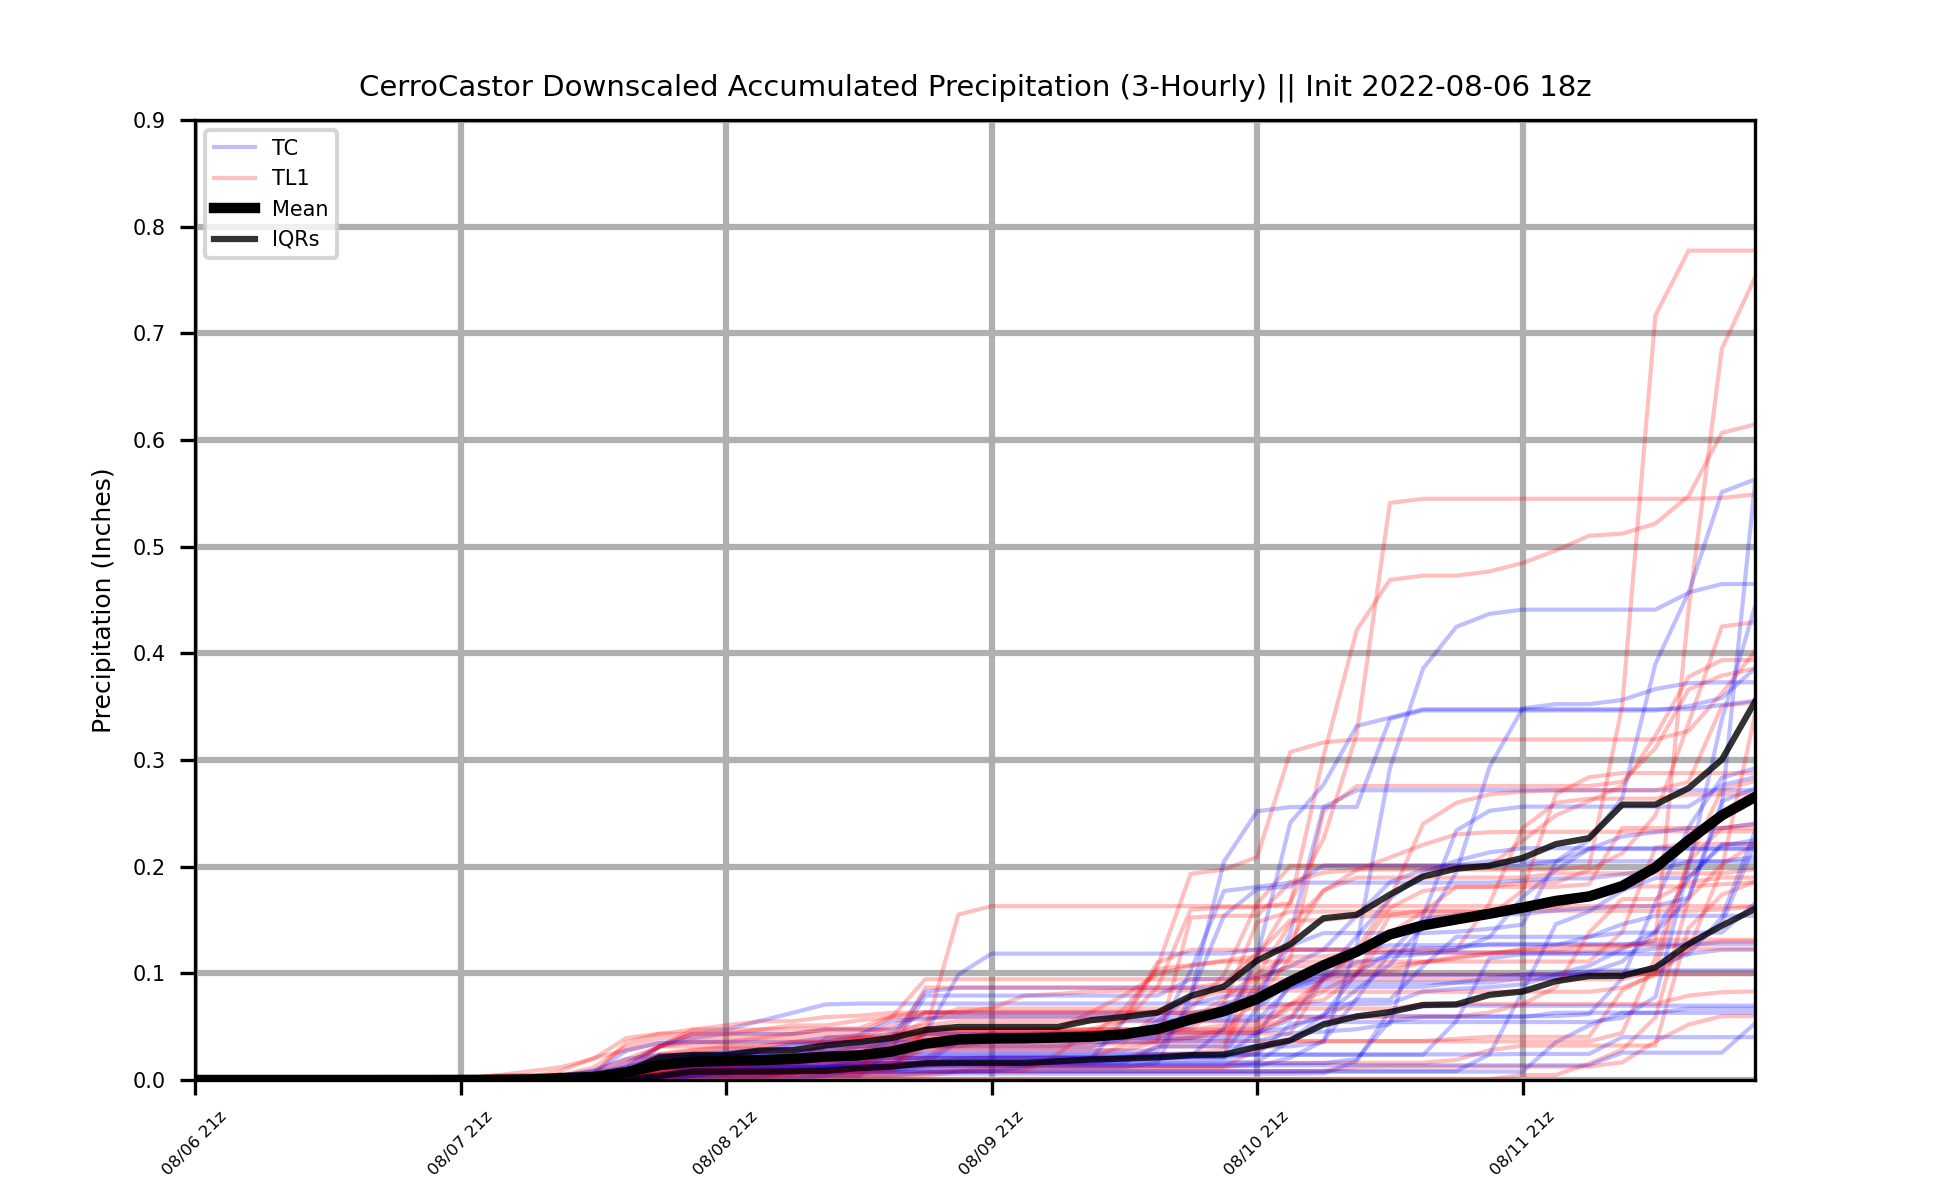 CerroCastor Downscaled Accumulated Precipitation (3-Hourly) || Init 2022-08-06 18z
0.9
0.8
0.7
0.6
0.5
0.4
0.3
0.2
0.1
0.0
Precipitation (Inches)
TC
TL1
Mean
IQRs
08/06 21z
08/07 21z
08/08 21z
08/09 21z
08/10 21z
08/11 21z